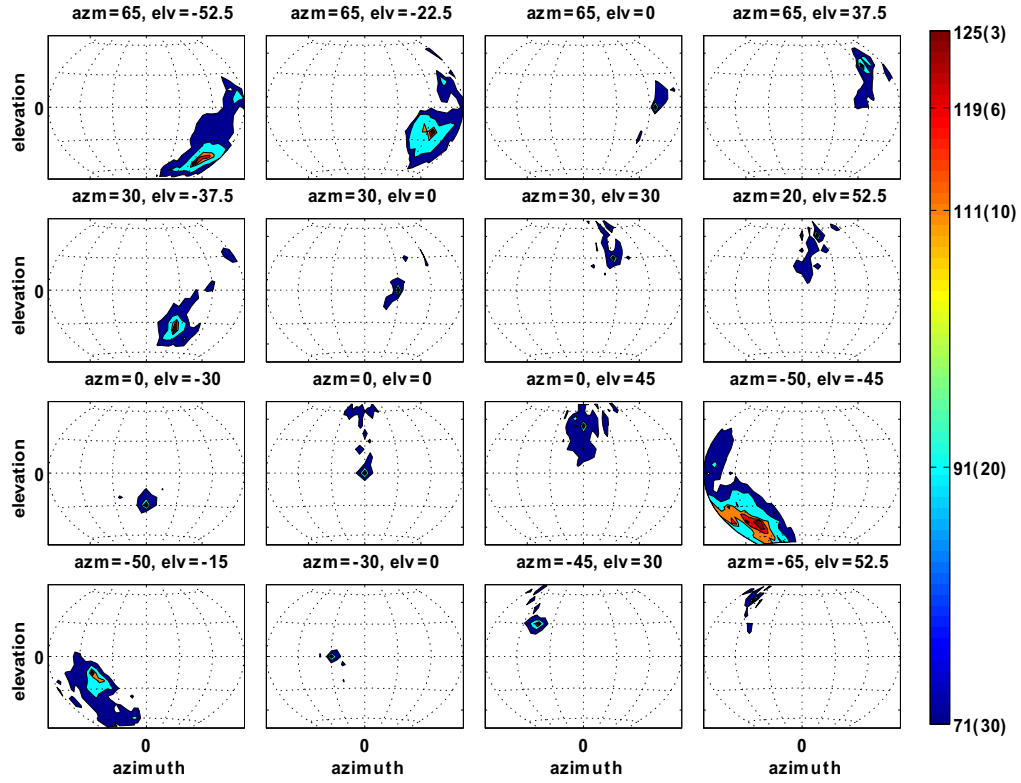 azm=65, elv=-52.5
azm=65, elv=-22.5
azm=65, elv=0
azm=65, elv=37.5
elevation
0
azm=30, elv=-37.5
azm=30, elv=0
azm=30, elv=30
azm=20, elv=52.5
elevation
0
azm=0, elv=-30
azm=0, elv=0
azm=0, elv=45
azm=-50, elv=-45
elevation
0
azm=-50, elv=-15
azm=-30, elv=0
azm=-45, elv=30
azm=-65, elv=52.5
elevation
0
0
azimuth
0
azimuth
0
azimuth
0
azimuth
125(3)
119(6)
111(10)
91(20)
71(30)